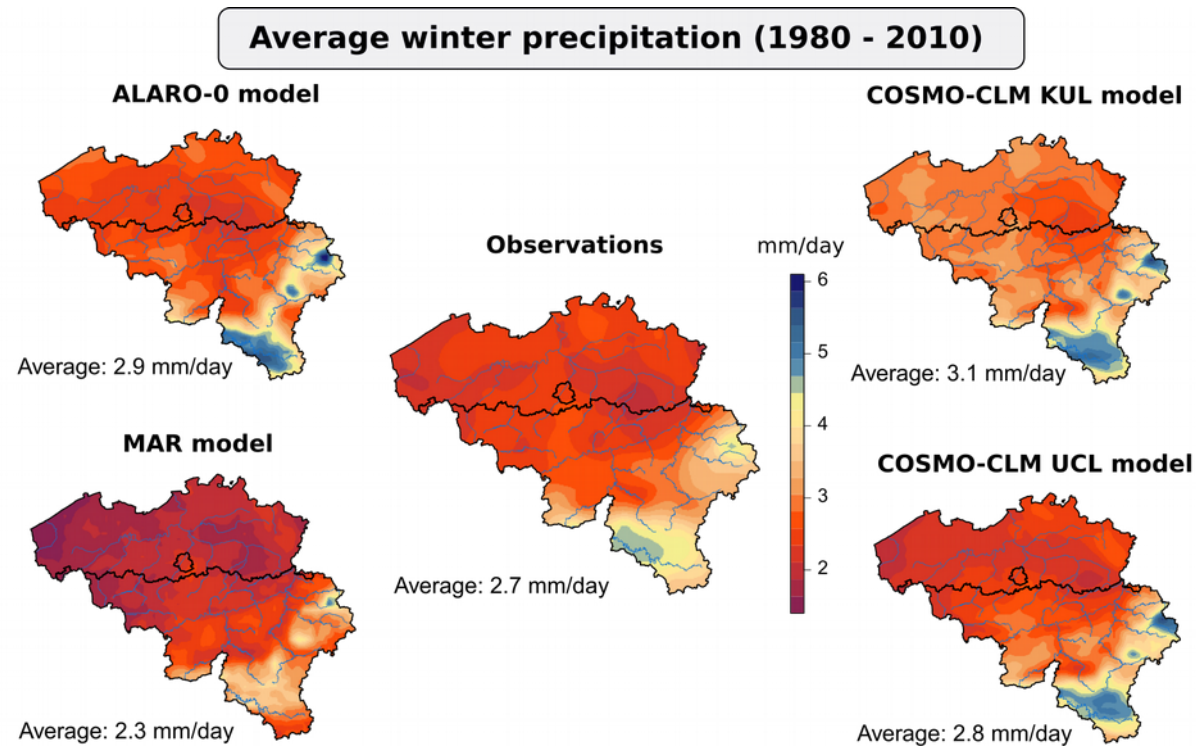 Average winter precipitation (1980 - 2010)
ALARO-0 model
Average: 2.9 mm/day
COSMO-CLM KUL model
Average: 3.1 mm/day
Observations
Average: 2.7 mm/day
mm/day
6
5
4
3
2
MAR model
Average: 2.3 mm/day
COSMO-CLM UCL model
Average: 2.8 mm/day